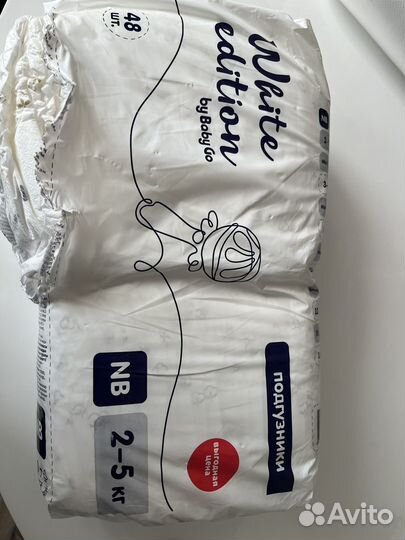 White
edition
by BabyGo
48
шт.
подгузники
NB
2–5 кг
выгодная
цена
Avito